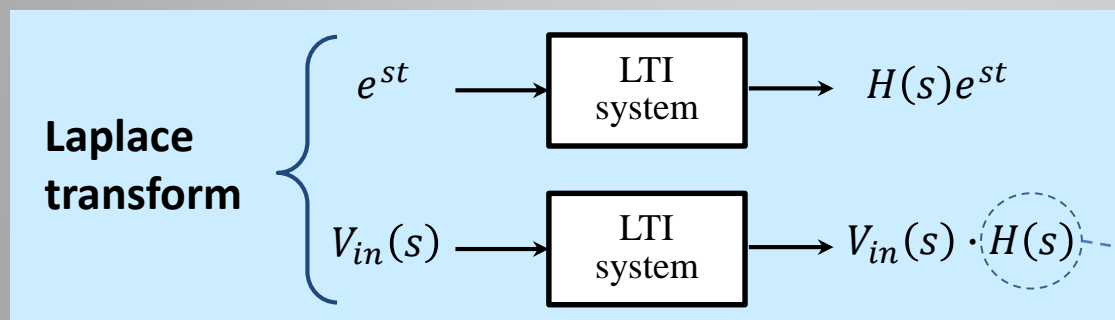 Laplace
transform
e^{st}
LTI
system
H(s)e^{st}
V_{in}(s)
LTI
system
V_{in}(s) · H(s)